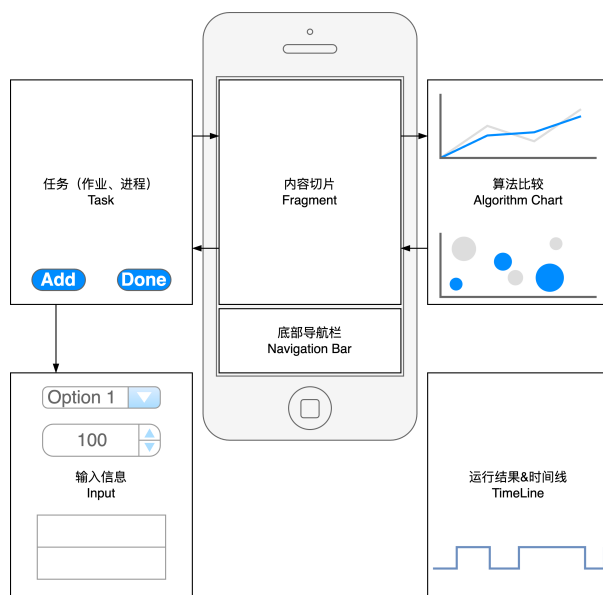 任务（作业、进程）
Task
Add
Done
内容切片
Fragment
算法比较
Algorithm Chart
底部导航栏
Navigation Bar
Option 1
100
输入信息
Input
运行结果&时间线
TimeLine